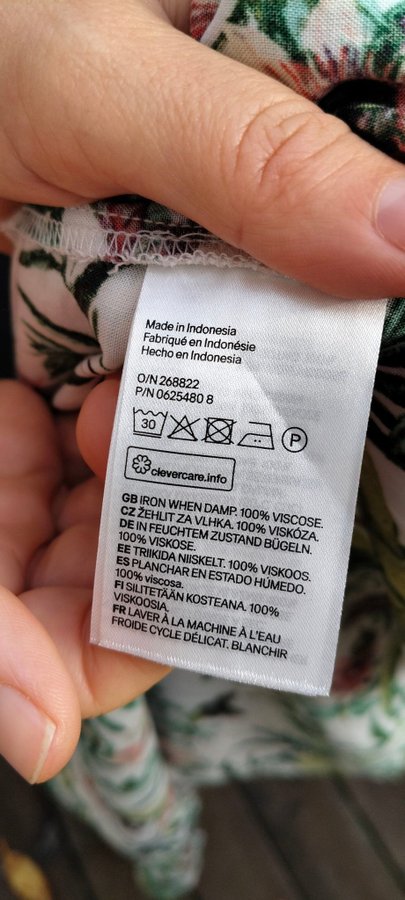 Made in Indonesia
Fabriqué en Indonésie
Hecho en Indonesia
O/N 268822
P/N 0625480 8
30 P
clevercare.info
GB IRON WHEN DAMP. 100% VISCOSE.
CZ ŽEHLIT ZA VLHKA. 100% VISKÓZA.
DE IN FEUCHTEM ZUSTAND BÜGELN.
100% VISKOSE.
EE TRIIKIDA NIISKELT. 100% VISKOOS.
ES PLANCHAR EN ESTADO HÚMEDO.
100% viscosa.
FI SILITETÄÄN KOSTEANA. 100%
VISKOOSIA.
FR LAVER À LA MACHINE À L'EAU
FROIDE CYCLE DÉLICAT. BLANCHIR